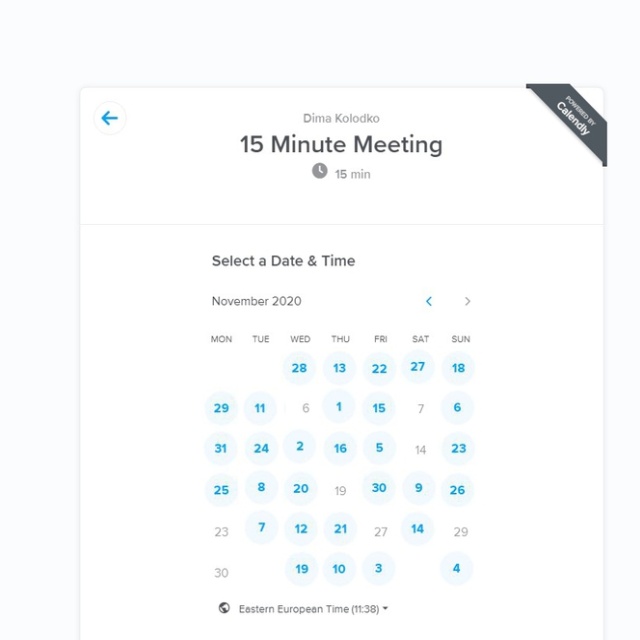 POWERED BY
Calendly
Dima Kolodko
15 Minute Meeting
15 min
Select a Date & Time
November 2020
MON TUE WED THU FRI SAT SUN
28 13 22 27 18
29 11 6 1 15 7 6
31 24 2 16 5 14 23
25 8 20 19 30 9 26
23 7 12 21 27 14 29
30 19 10 3 4
Eastern European Time (11:38)